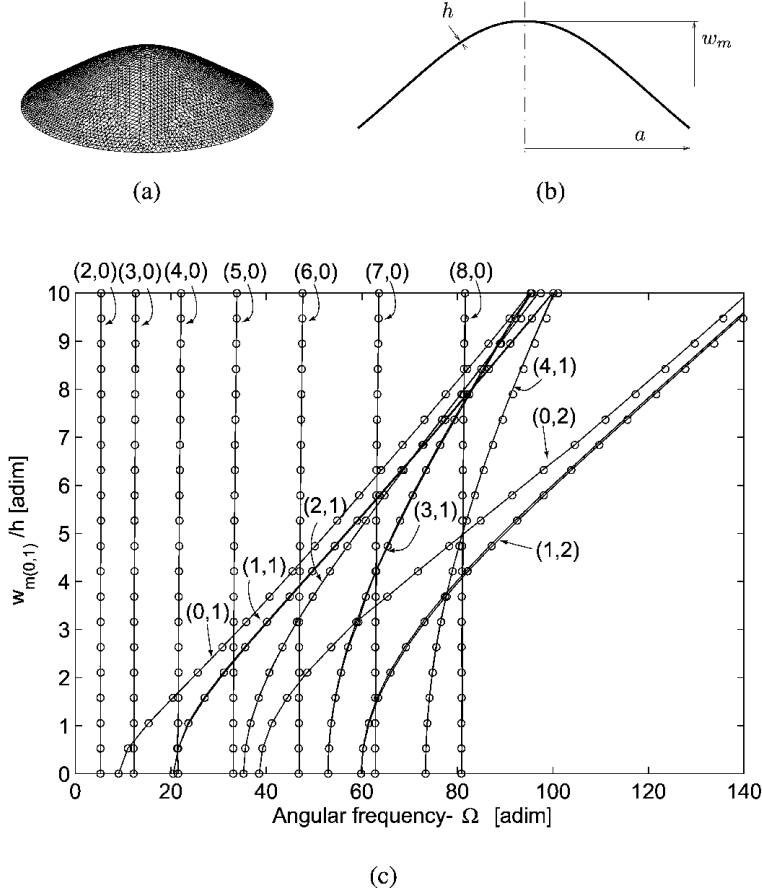 h
w_m
a
(a)
(b)
(2,0) (3,0) (4,0) (5,0) (6,0) (7,0) (8,0)
10
9
8
7
6
5
4
3
2
1
0
(4,1)
(0,2)
(2,1)
(3,1)
(1,1)
(1,2)
(0,1)
w_{m(0,1)} /h [adim]
0 20 40 60 80 100 120 140
Angular frequency- Ω [adim]
(c)